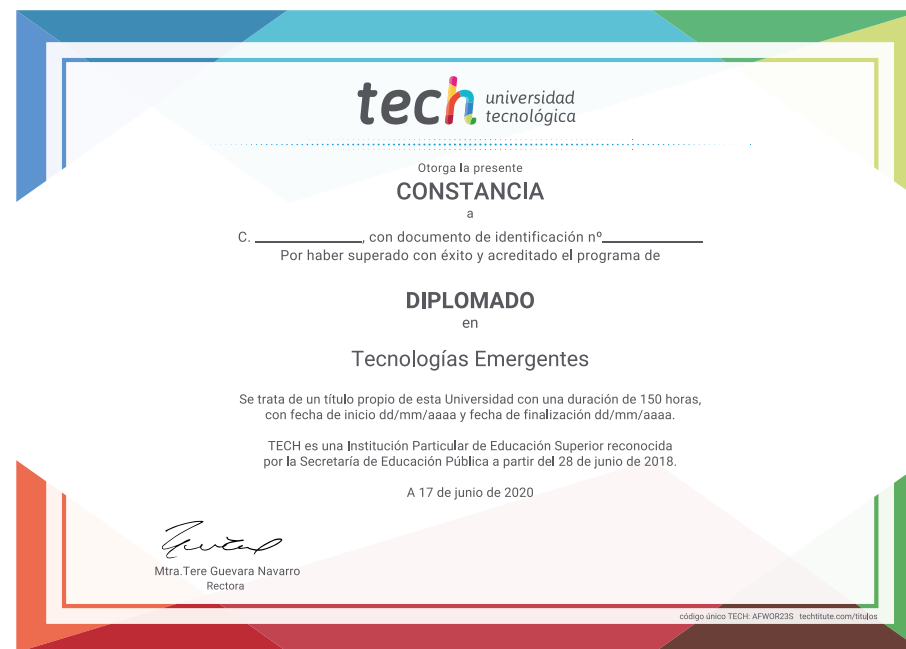 tech universidad
tecnológica
Otorga la presente
CONSTANCIA
a
C. ____________, con documento de identificación nº____________
Por haber superado con éxito y acreditado el programa de
DIPLOMADO
en
Tecnologías Emergentes
Se trata de un título propio de esta Universidad con una duración de 150 horas,
con fecha de inicio dd/mm/aaaa y fecha de finalización dd/mm/aaaa.
TECH es una Institución Particular de Educación Superior reconocida
por la Secretaría de Educación Pública a partir del 28 de junio de 2018.
A 17 de junio de 2020
Mtra.Tere Guevara Navarro
Rectora
código único TECH: AFWOR23S techtitute.com/titulos